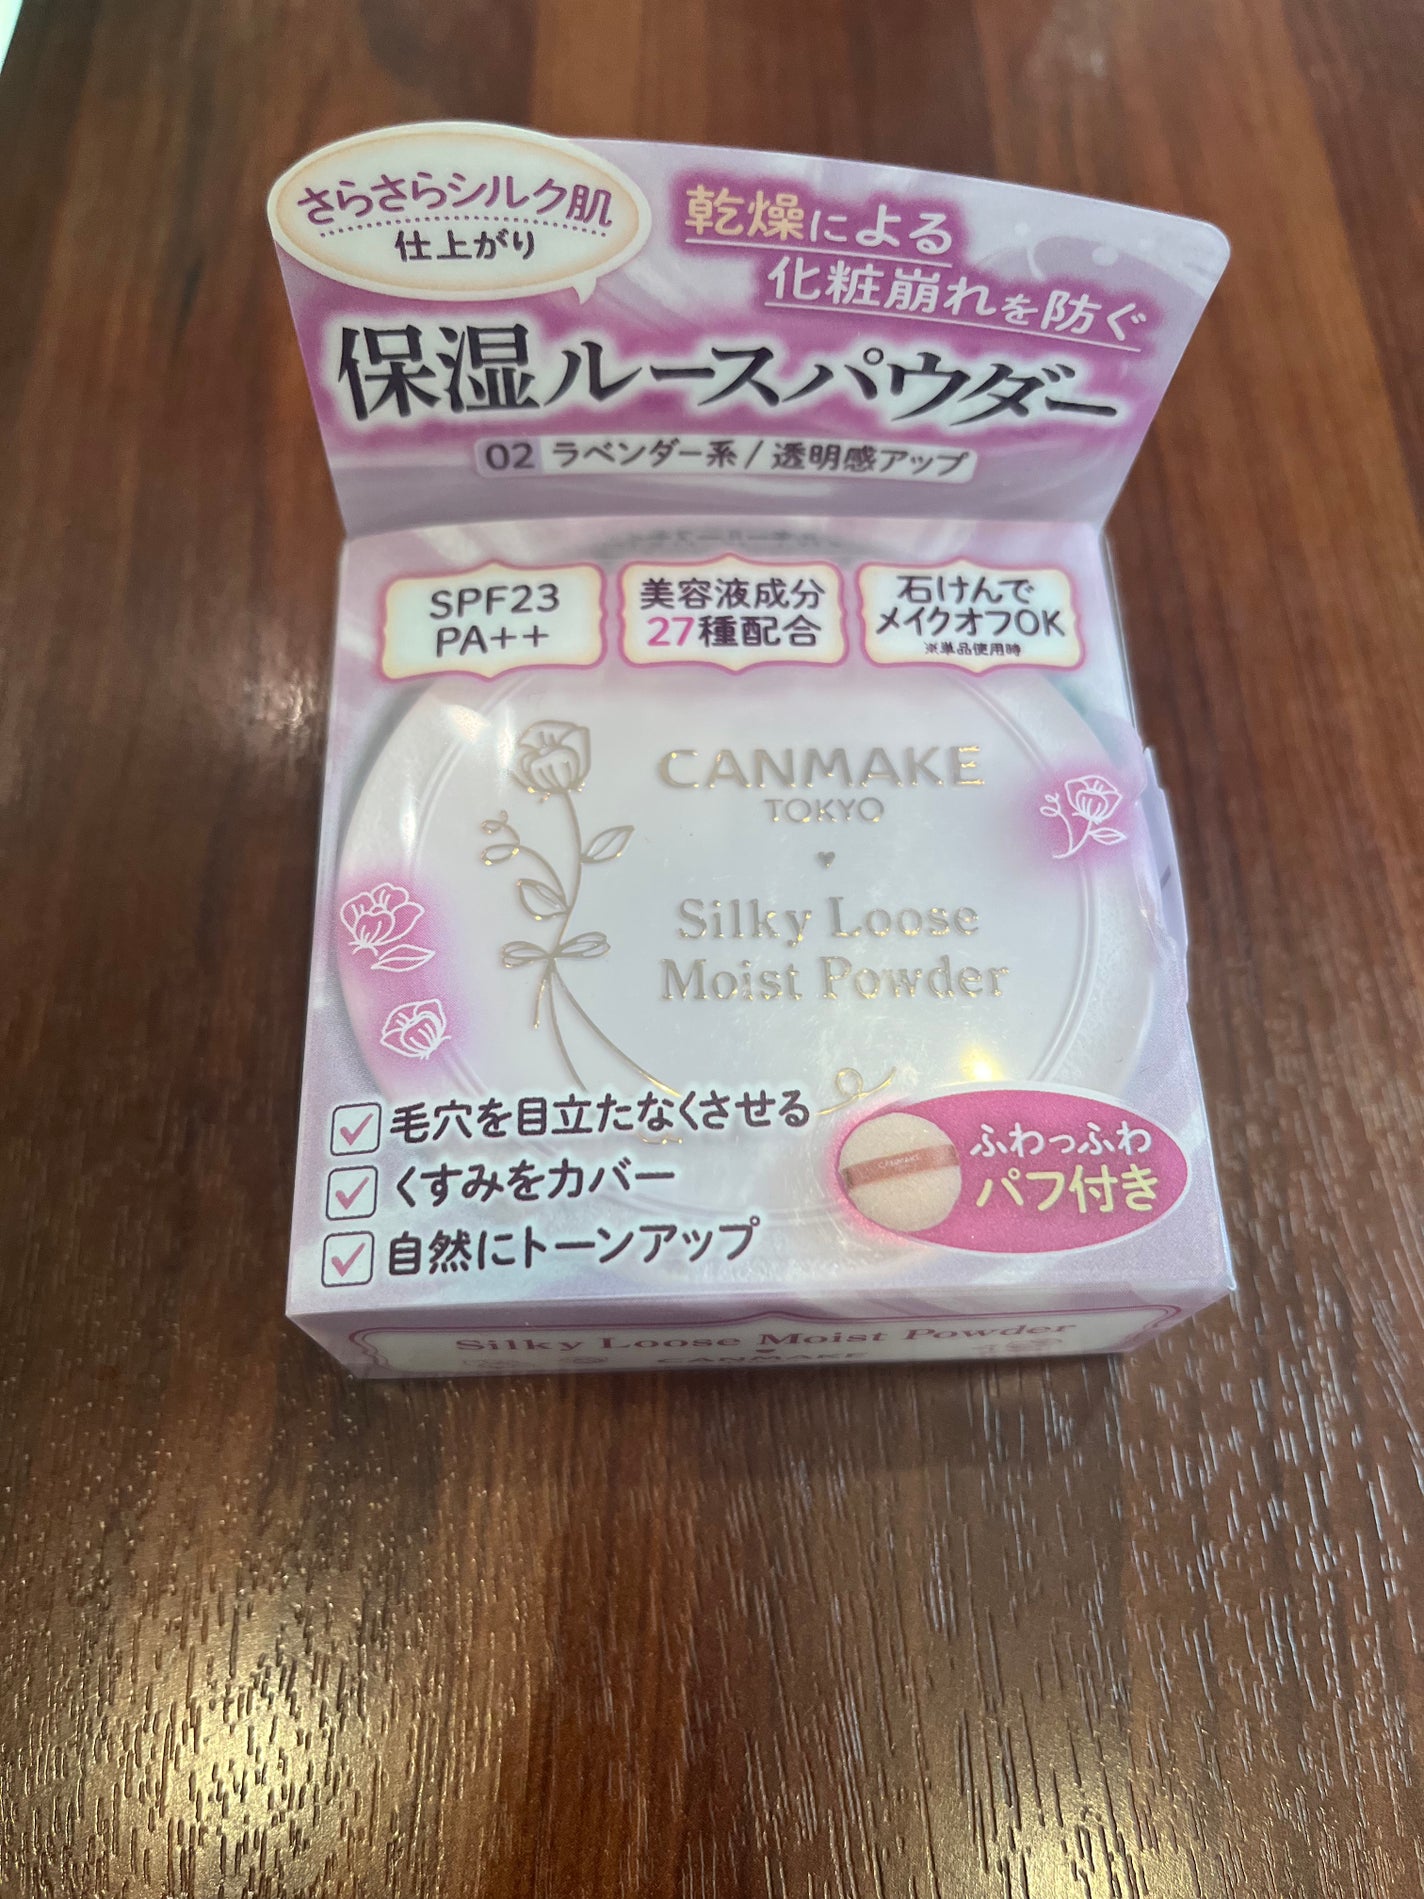 さらさらシルク肌
仕上がり
乾燥による
化粧崩れを防ぐ
保湿ルースパウダー
02 ラベンダー系/透明感アップ
SPF23
PA++
美容液成分
27種配合
石けんで
メイクオフOK
※単品使用時
CANMAKE
TOKYO
Silky Loose
Moist Powder
毛穴を目立たなくさせる
くすみをカバー
自然にトーンアップ
CANMAKE
ふわっふわ
パフ付き
Silky Loose Moist Powder
CANMAKE